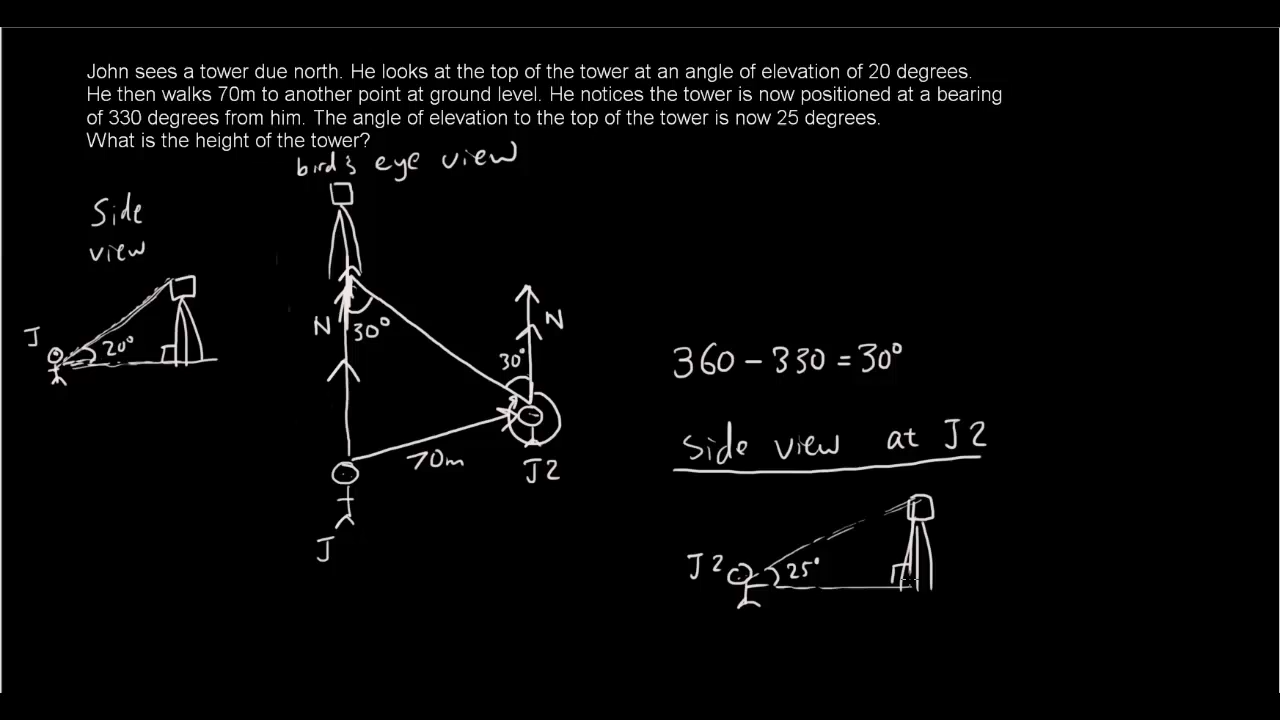 John sees a tower due north. He looks at the top of the tower at an angle of elevation of 20 degrees.
He then walks 70m to another point at ground level. He notices the tower is now positioned at a bearing
of 330 degrees from him. The angle of elevation to the top of the tower is now 25 degrees.
What is the height of the tower?
bird's eye view
Side
view
J
20°
N
30°
30°
N
70m
J2
J
360 - 330 = 30°
Side view at J2
J2
25°